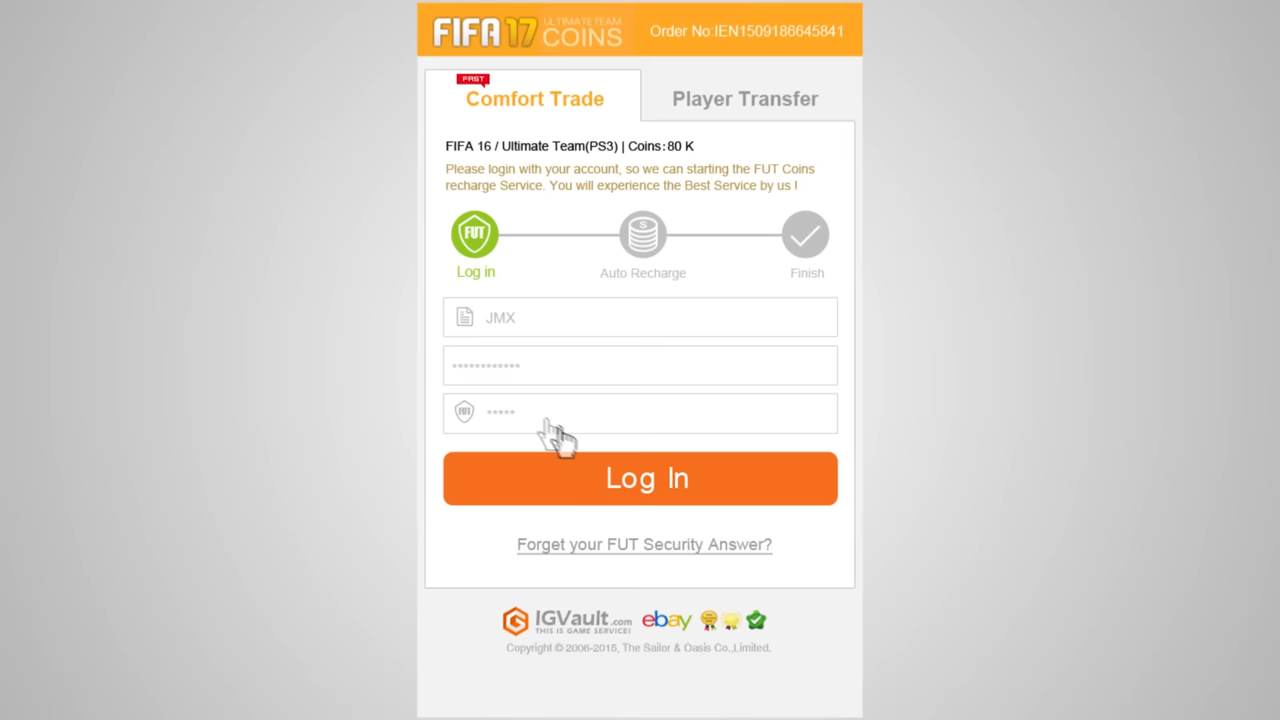 FIFA 17 ULTIMATE TEAM COINS
Order No:IEN1509186645841
FAST
Comfort Trade
Player Transfer
FIFA 16 / Ultimate Team(PS3) | Coins:80 K
Please login with your account, so we can starting the FUT Coins
recharge Service. You will experience the Best Service by us !
FUT
S
Log in
Auto Recharge
Finish
JMX
************
FUT
*****
Log In
Forget your FUT Security Answer?
IGVault.com
THIS IS GAME SERVICE!
ebay
Copyright © 2006-2015, The Sailor & Oasis Co.,Limited.